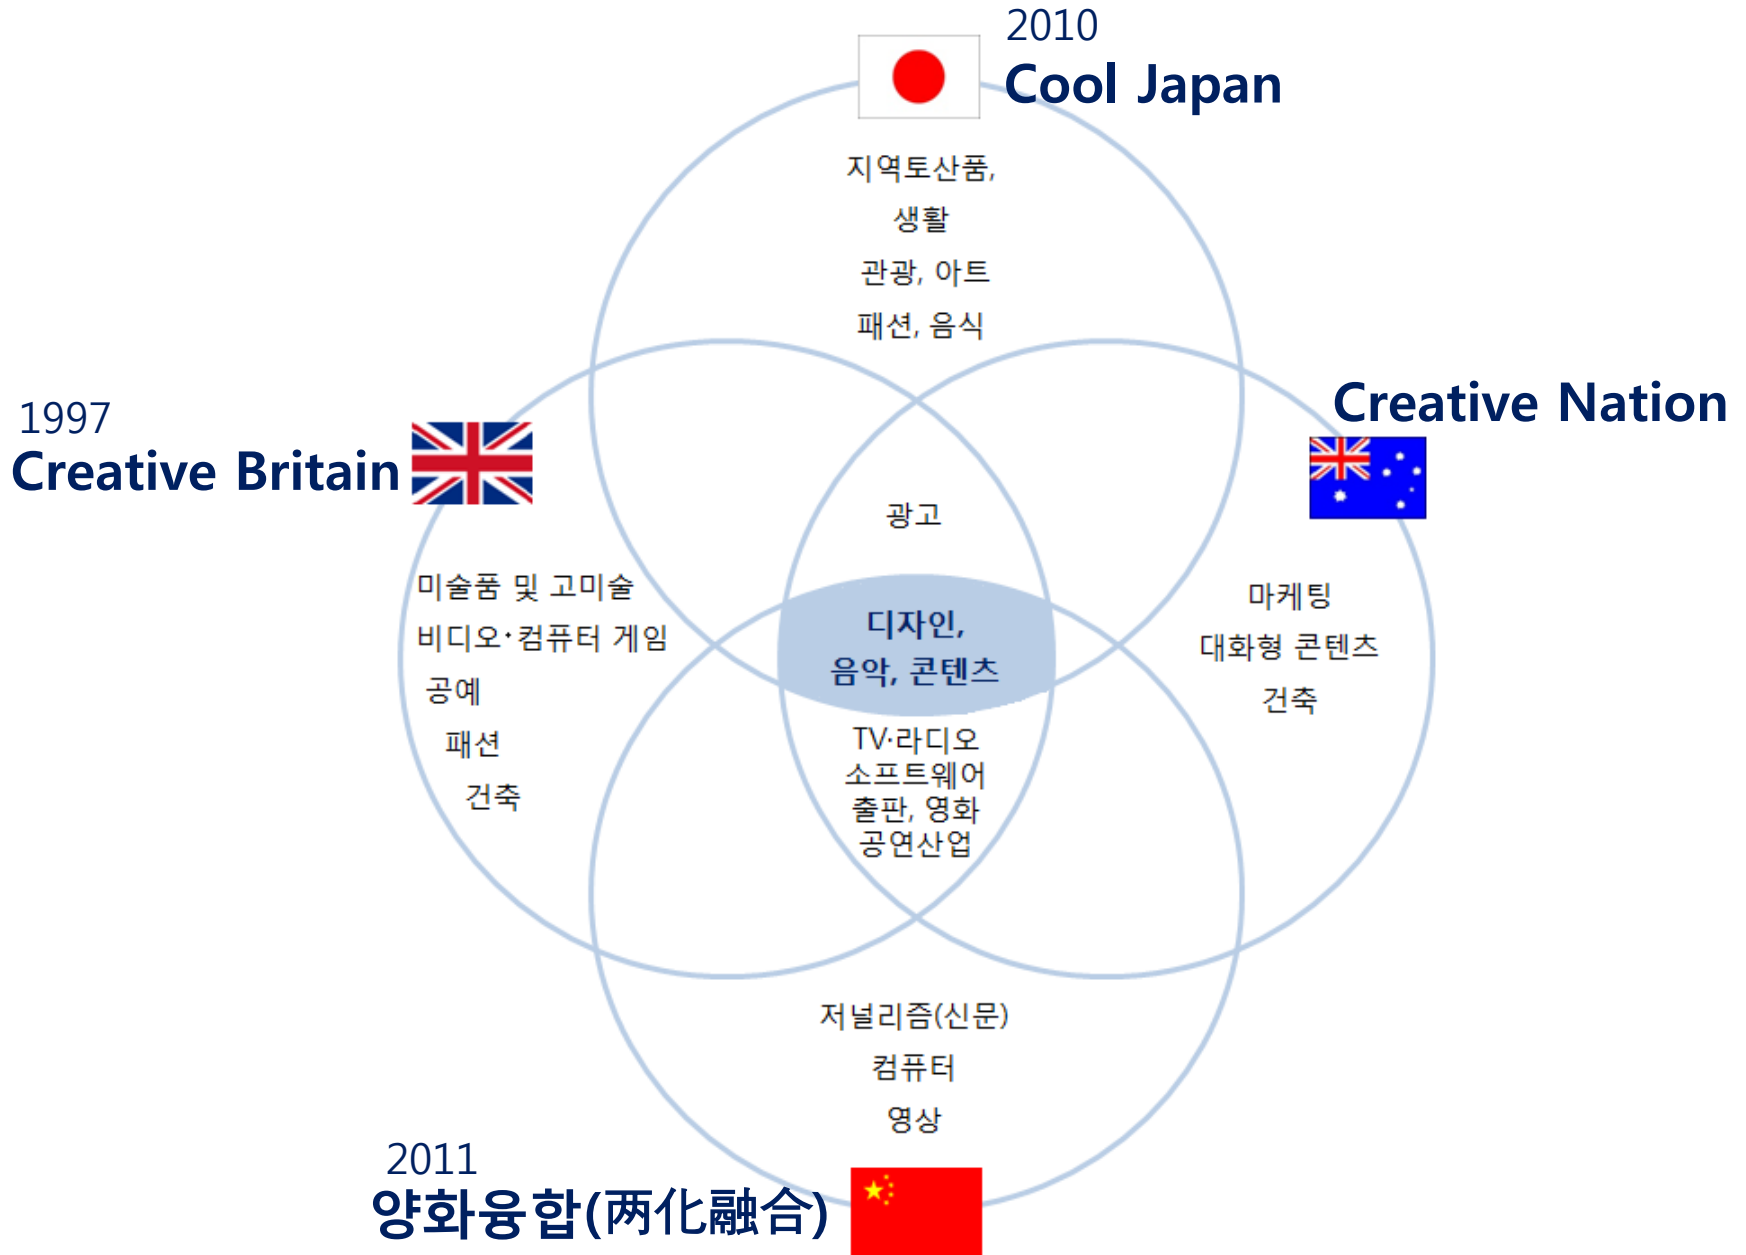 2010
Cool Japan
지역토산품,
생활
관광, 아트
패션, 음식
1997
Creative Britain
Creative Nation
광고
미술품 및 고미술
비디오·컴퓨터 게임
공예
패션
건축
디자인,
음악, 콘텐츠
마케팅
대화형 콘텐츠
건축
TV·라디오
소프트웨어
출판, 영화
공연산업
저널리즘(신문)
컴퓨터
영상
2011
양화융합(两化融合)